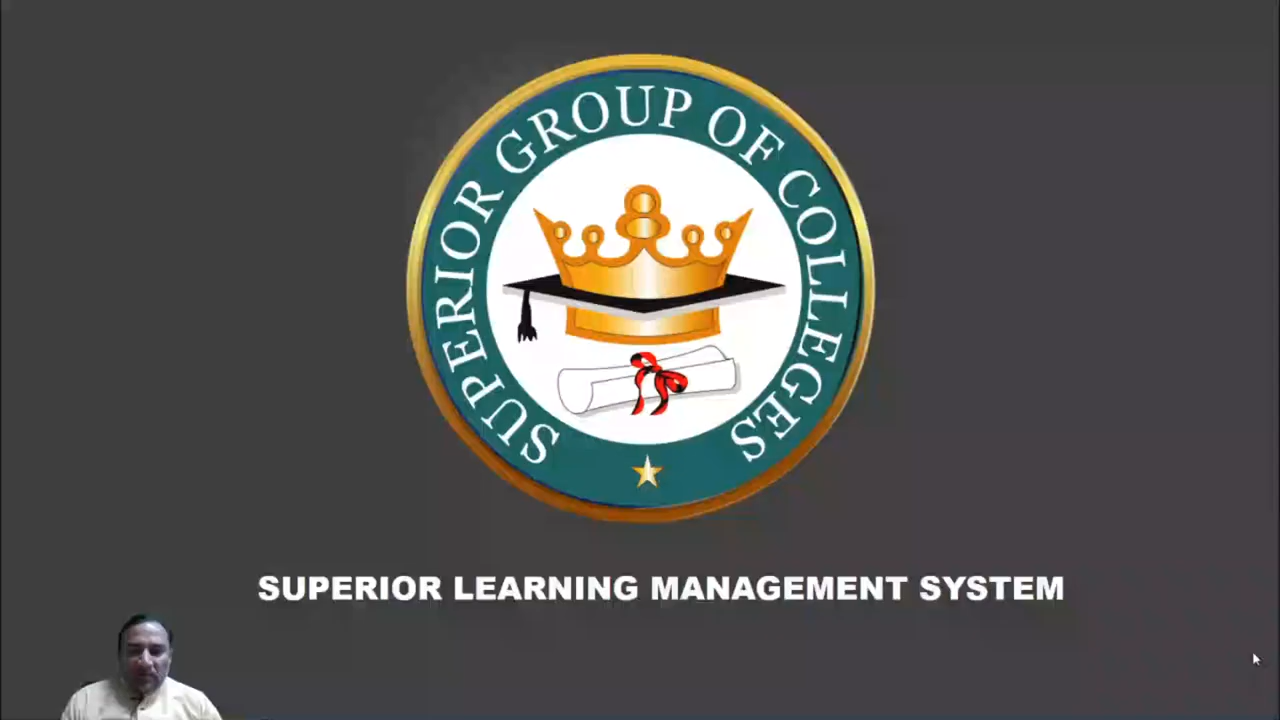 SUPERIOR GROUP OF COLLEGES
SUPERIOR LEARNING MANAGEMENT SYSTEM